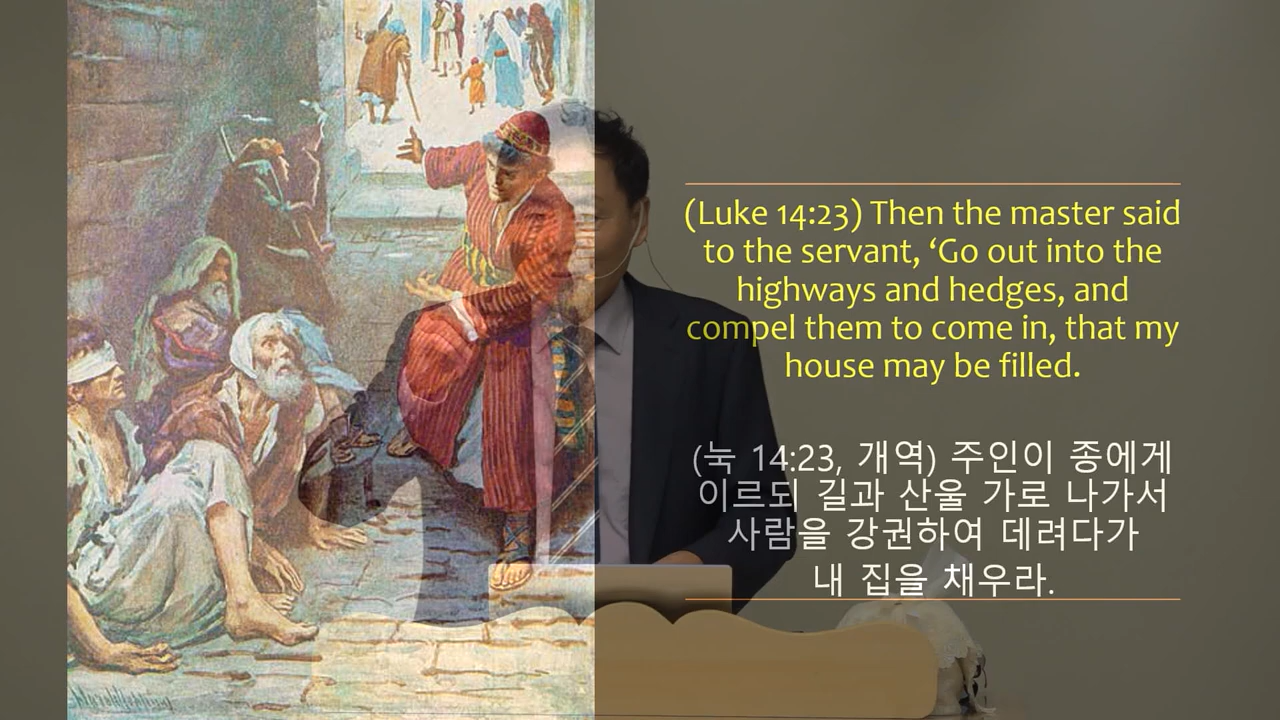 (Luke 14:23) Then the master said
to the servant, ‘Go out into the
highways and hedges, and
compel them to come in, that my
house may be filled.
(눅 14:23, 개역) 주인이 종에게
이르되 길과 산울 가로 나가서
사람을 강권하여 데려다가
내 집을 채우라.